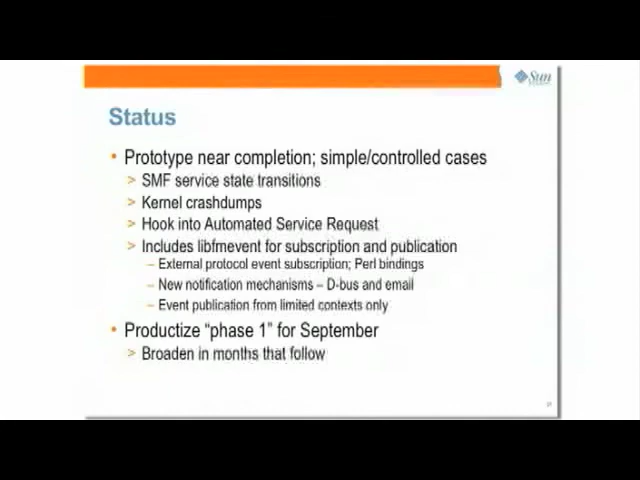 Sun
Status
• Prototype near completion; simple/controlled cases
> SMF service state transitions
> Kernel crashdumps
> Hook into Automated Service Request
> Includes libfmevent for subscription and publication
– External protocol event subscription; Perl bindings
– New notification mechanisms – D-bus and email
– Event publication from limited contexts only
• Productize “phase 1” for September
> Broaden in months that follow